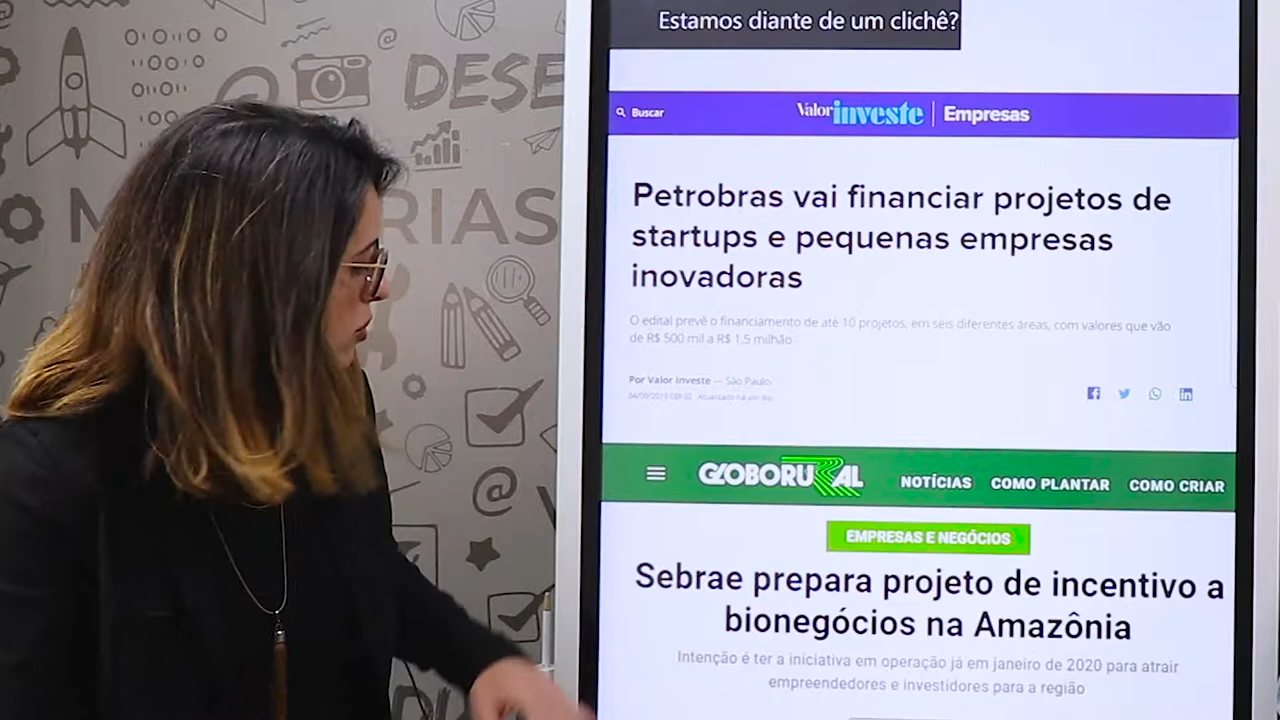 Estamos diante de um clichê?
DESE
Buscar
Valor investe | Empresas
Petrobras vai financiar projetos de
startups e pequenas empresas
inovadoras
O edital prevê o financiamento de até 10 projetos, em seis diferentes áreas, com valores que vão
de R$ 500 mil a R$ 1,5 milhão
Por Valor Investe — São Paulo
RIAS
GLOBORURAL
NOTÍCIAS COMO PLANTAR COMO CRIAR
EMPRESAS E NEGÓCIOS
Sebrae prepara projeto de incentivo a
bionegócios na Amazônia
Intenção é ter a iniciativa em operação já em janeiro de 2020 para atrair
empreendedores e investidores para a região